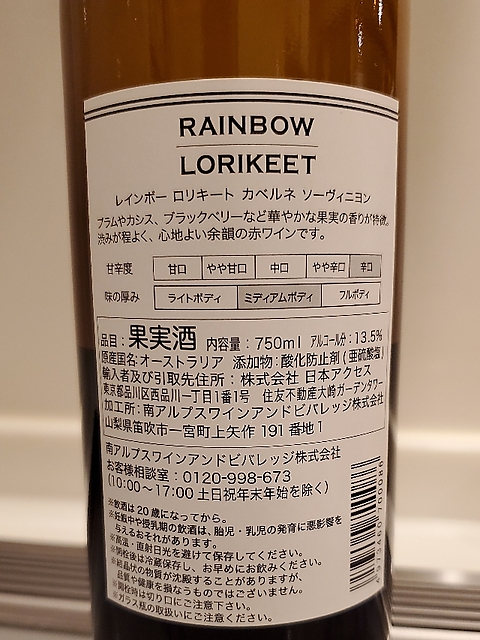 RAINBOW
LORIKEET
レインボー ロリキート カベルネ ソーヴィニヨン
プラムやカシス、ブラックベリーなど華やかな果実の香りが特徴。
渋みが程よく、心地よい余韻の赤ワインです。
甘辛度 甘口 やや甘口 中口 やや辛口 辛口
味の厚み ライトボディ ミディアムボディ フルボディ
品目：果実酒 内容量：750ml アルコール分：13.5%
原産国名：オーストラリア 添加物：酸化防止剤(亜硫酸塩)
輸入者及び引取先住所：株式会社 日本アクセス
東京都品川区西品川一丁目1番1号 住友不動産大崎ガーデンタワー
加工所：南アルプスワインアンドビバレッジ株式会社
山梨県笛吹市一宮町上矢作 191 番地 1
南アルプスワインアンドビバレッジ株式会社
お客様相談室：0120-998-673
(10:00～17:00 土日祝年末年始を除く)
※飲酒は20歳になってから。
※妊娠中や授乳期の飲酒は、胎児・乳児の発育に悪影響を
与えるおそれがあります。
※高温・直射日光を避けて保存してください。
※開栓後は冷蔵保存し、お早めにお飲みください。
※結晶状の物質が沈殿することがありますが、
品質や健康を損なうものではございません。
※開栓時は切り口にご注意下さい。
※ガラス瓶の取扱いにご注意ください。